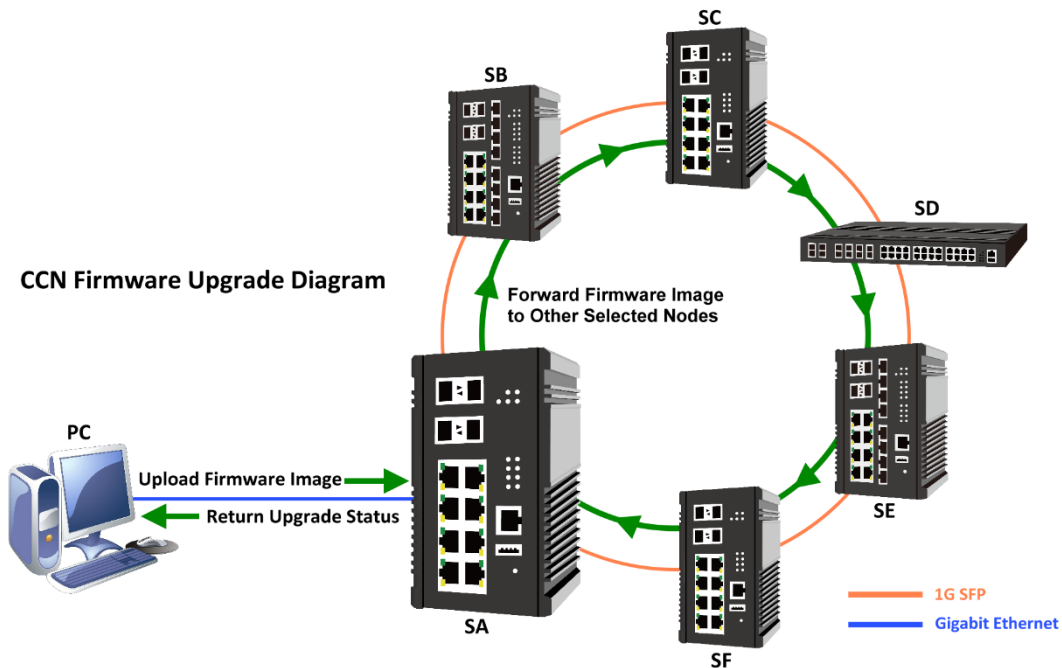 SC
SB
SD
CCN Firmware Upgrade Diagram
Forward Firmware Image
to Other Selected Nodes
PC
Upload Firmware Image
Return Upgrade Status
SE
SA
SF
1G SFP
Gigabit Ethernet